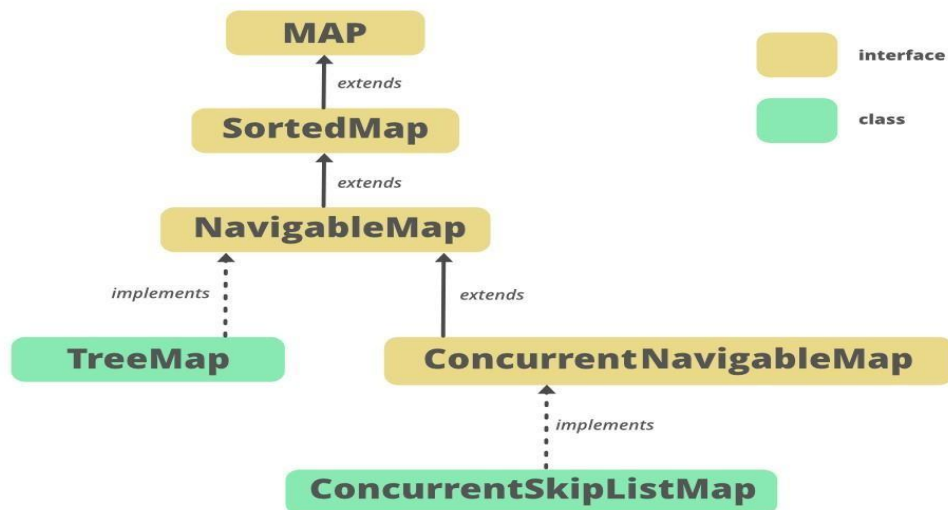 MAP
interface
extends
class
SortedMap
extends
NavigableMap
implements
extends
TreeMap
ConcurrentNavigableMap
implements
ConcurrentSkipListMap